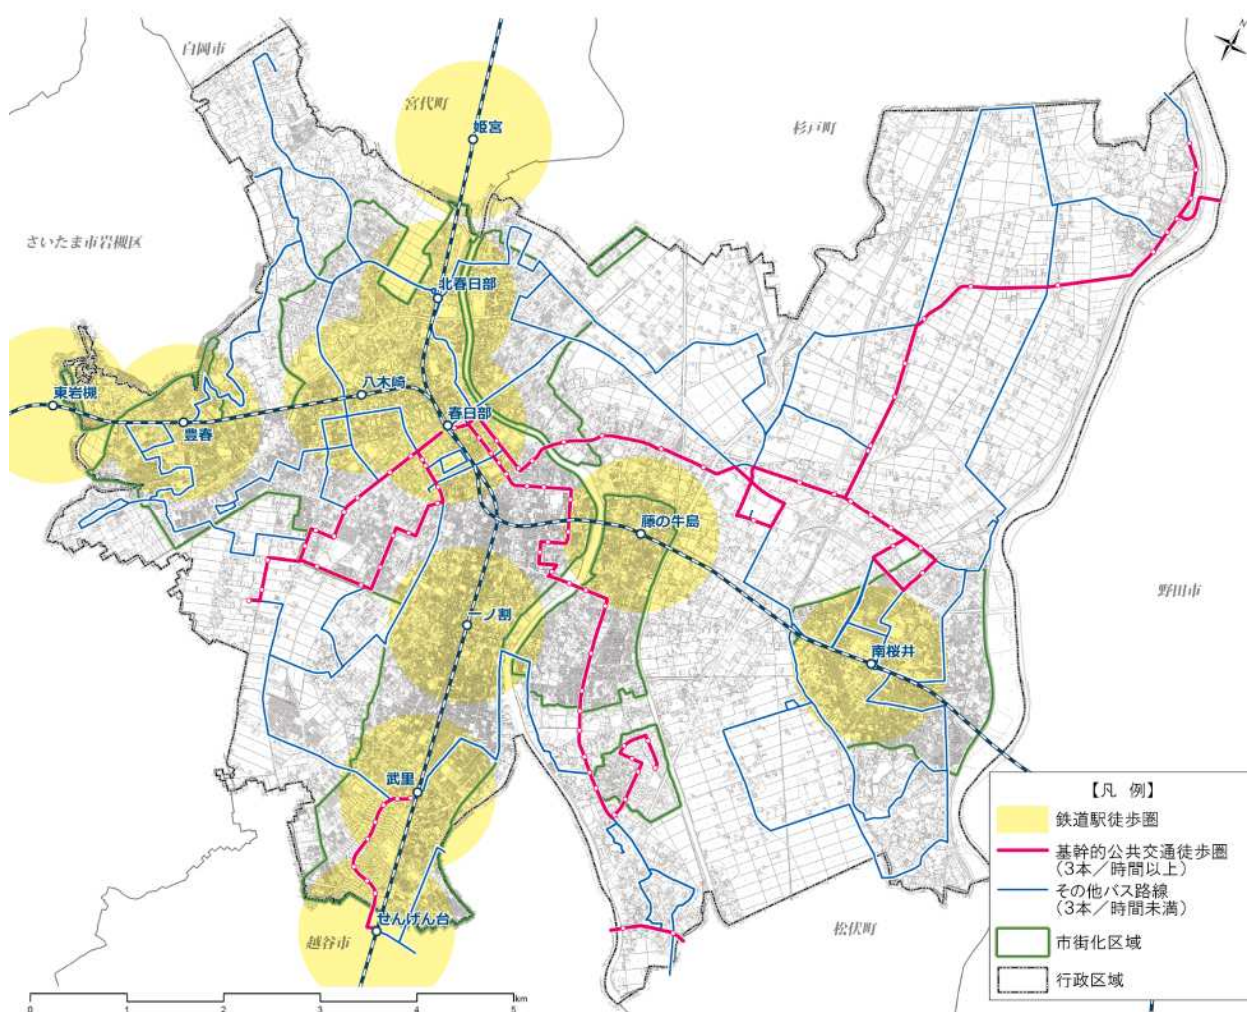 N
白岡市
宮代町
杉戸町
姫宮
さいたま市岩槻区
北春日部
八木崎
東岩槻
春日部
豊春
藤の牛島
野田市
一ノ割
南桜井
武里
【凡 例】
鉄道駅徒歩圏
基幹的公共交通徒歩圏
(3本/時間以上)
その他バス路線
(3本/時間未満)
せんげん台
越谷市
松伏町
市街化区域
行政区域
km
0 1 2 3 4 5